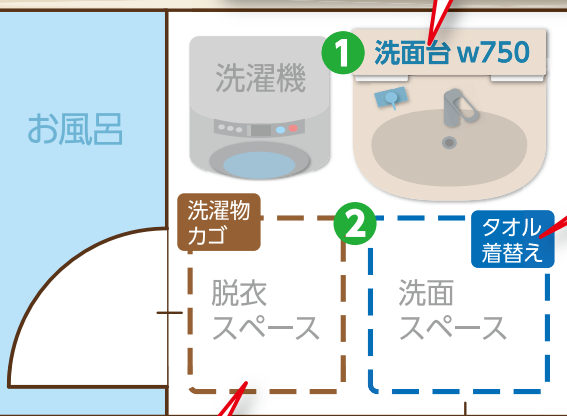 1 洗面台 w750
洗濯機
お風呂
洗濯物
カゴ
2
タオル
着替え
脱衣
スペース
洗面
スペース